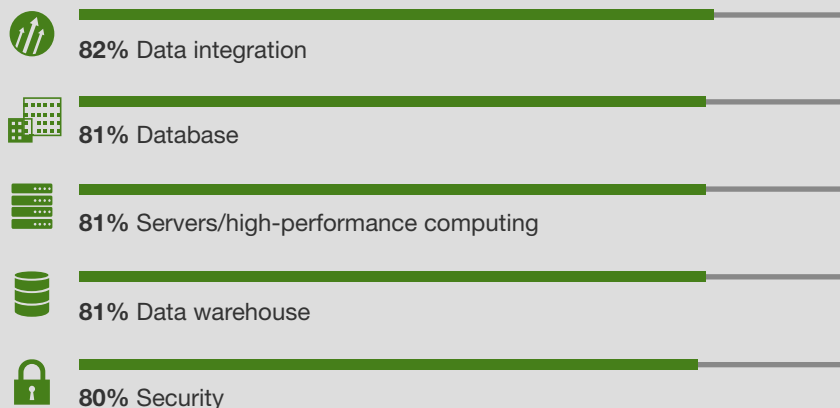 82% Data integration
81% Database
81% Servers/high-performance computing
81% Data warehouse
80% Security